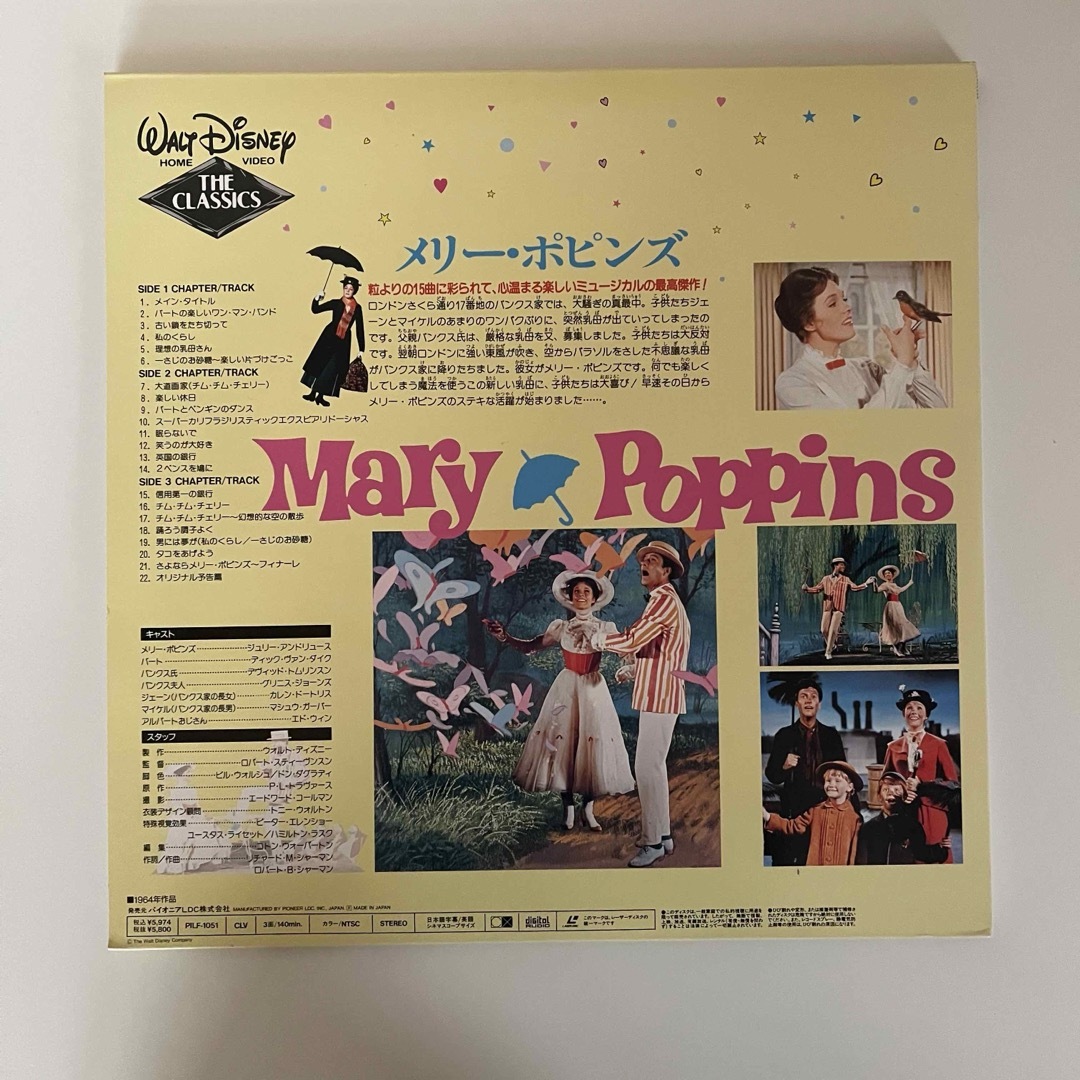 WALT DISNEY
HOME VIDEO
THE
CLASSICS
メリー・ポピンズ
粒よりの15曲に彩られて、心温まる楽しいミュージカルの最高傑作!
ロンドンさくら通り17番地のバンクス家では、大騒ぎの真最中。子供たちジェ
ーンとマイケルのあまりのワンパクぶりに、突然乳母が出ていってしまったの
です。父親バンクス氏は、厳格な乳母を又、募集しました。子供たちは大反対
です。翌朝ロンドンに強い東風が吹き、空からパラソルをさした不思議な乳母
がバンクス家に降りたちました。彼女がメリー・ポピンズです。何でも楽しく
してしまう魔法を使うこの新しい乳母に、子供たちは大喜び! 早速その日から
メリー・ポピンズのステキな活躍が始まりました……。
SIDE 1 CHAPTER/TRACK
1. メイン・タイトル
2. バートの楽しいワン・マン・バンド
3. 古い鎖をたち切って
4. 私のくらし
5. 理想の乳母さん
6. 一さじのお砂糖〜楽しい片づけごっこ
SIDE 2 CHAPTER/TRACK
7. 大道画家(チム・チム・チェリー)
8. 楽しい休日
9. バートとペンギンのダンス
10. スーパーカリフラジリスティックエクスピアリドーシャス
11. 眠らないで
12. 笑うのが大好き
13. 英国の銀行
14. 2ペンスを鳩に
SIDE 3 CHAPTER/TRACK
15. 信用第一の銀行
16. チム・チム・チェリー
17. チム・チム・チェリー〜幻想的な空の散歩
18. 踊ろう調子よく
19. 男には夢が(私のくらし/一さじのお砂糖)
20. タコをあげよう
21. さよならメリー・ポピンズ〜フィナーレ
22. オリジナル予告篇
Mary Poppins
キャスト
メリー・ポピンズ……ジュリー・アンドリュース
バート……ディック・ヴァン・ダイク
バンクス氏……デヴィッド・トムリンスン
バンクス夫人……グリニス・ジョーンズ
ジェーン(バンクス家の長女)……カレン・ドートリス
マイケル(バンクス家の長男)……マシュウ・ガーバー
アルバートおじさん……エド・ウィン
スタッフ
製作……ウォルト・ディズニー
監督……ロバート・スティーヴンスン
脚色……ビル・ウォルシュ/ドン・ダグラディ
原作……P・L・トラヴァース
撮影……エードワード・コールマン
衣装デザイン顧問……トニー・ウォルトン
特殊視覚効果……ピーター・エレンショー
ユースタス・ライセット/ハミルトン・ラスク
編集……コトン・ウォーバートン
作詞/作曲……リチャード・M・シャーマン
ロバート・B・シャーマン
■1964年作品
発売元 パイオニアLDC株式会社 MANUFACTURED BY PIONEER LDC, INC., JAPAN. MADE IN JAPAN
税込 ¥5,974
税抜 ¥5,800
PILF-1051
CLV
3面/140min.
カラー/NTSC
STEREO
日本語字幕/英語
シネマスコープサイズ
CX
digital
AUDIO
このマークは、レーザーディスクの
統一マークです
© The Walt Disney Company